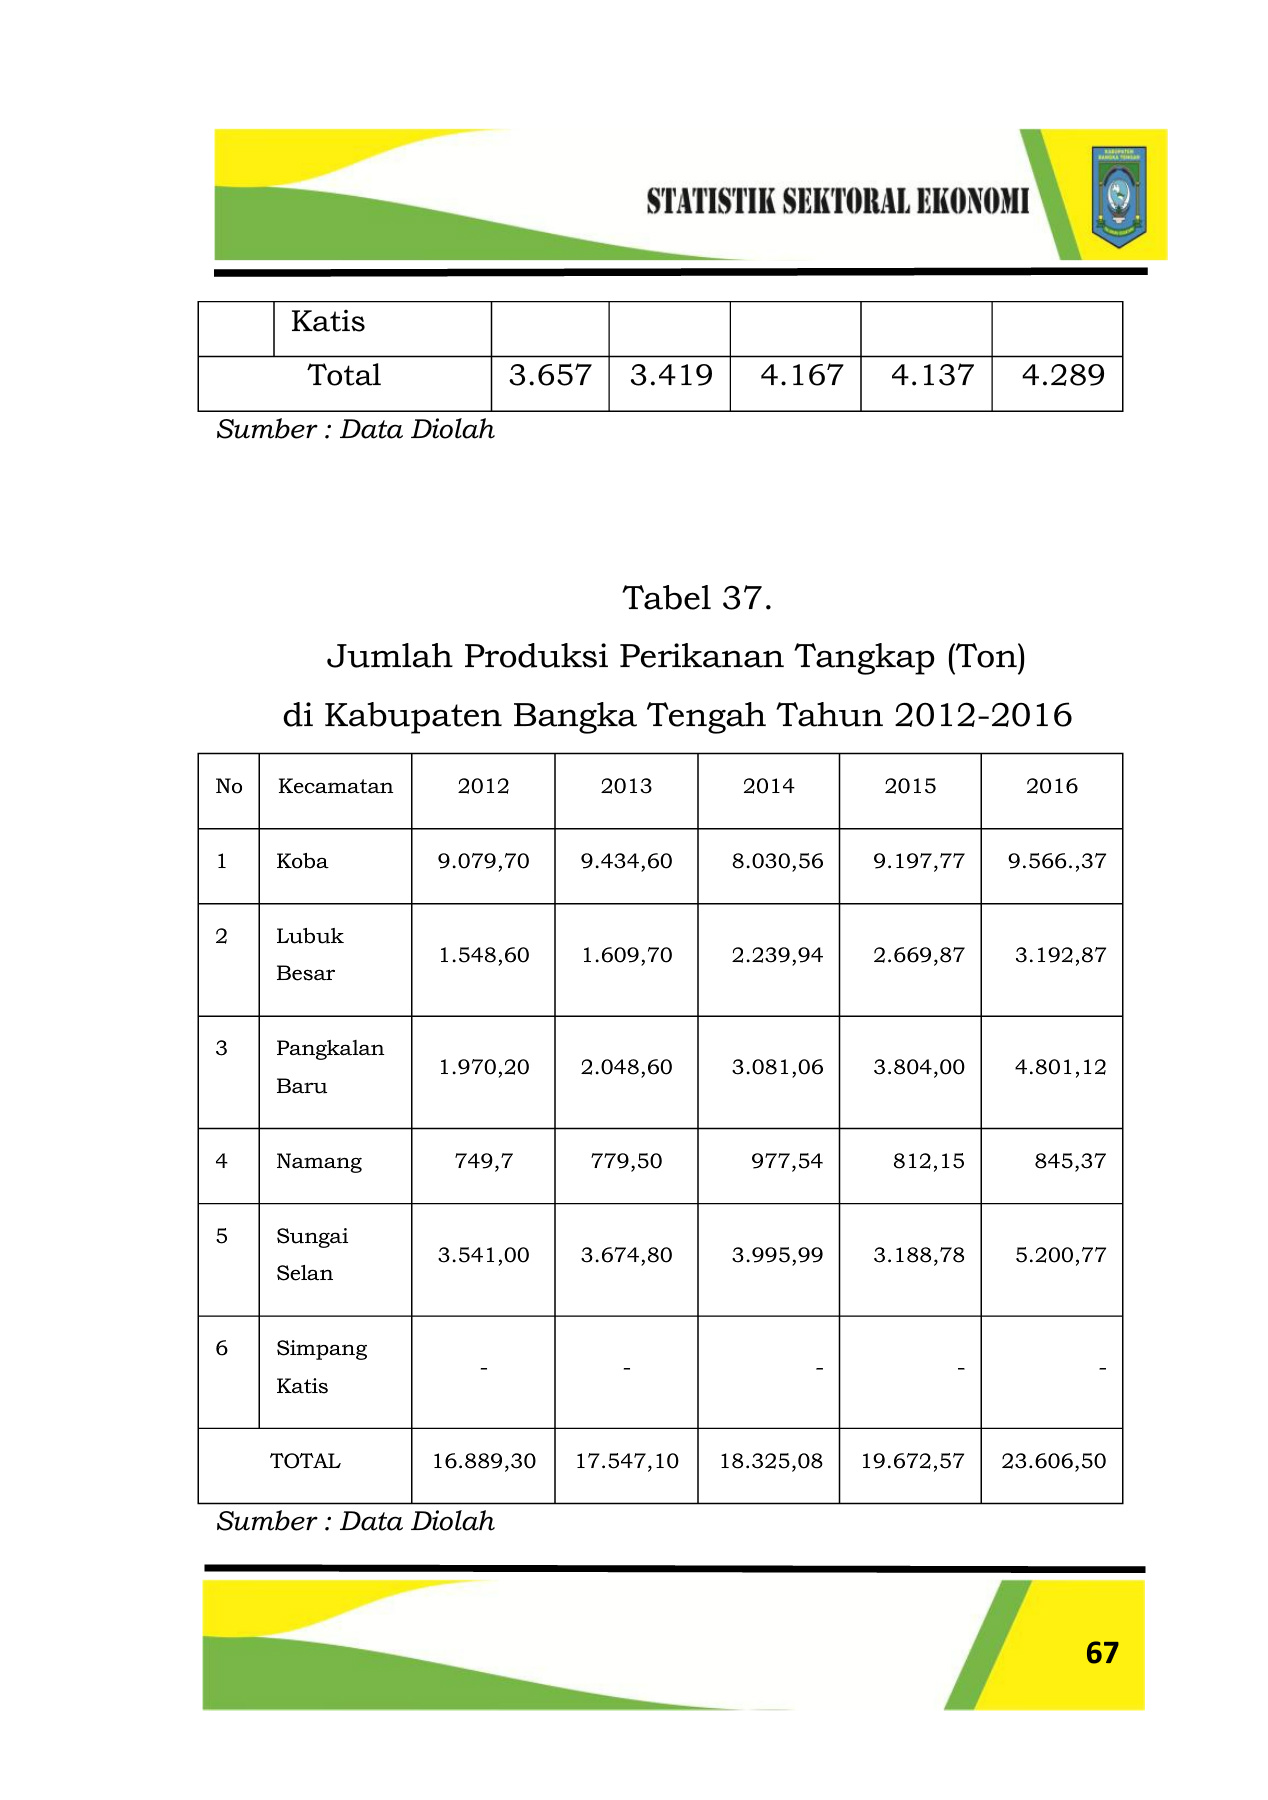 KABUPATEN
BANGKA TENGAH
STATISTIK SEKTORAL EKONOMI
Katis
Total 3.657 3.419 4.167 4.137 4.289
Sumber : Data Diolah
Tabel 37.
Jumlah Produksi Perikanan Tangkap (Ton)
di Kabupaten Bangka Tengah Tahun 2012-2016
No Kecamatan 2012 2013 2014 2015 2016
1 Koba 9.079,70 9.434,60 8.030,56 9.197,77 9.566.,37
2 Lubuk
Besar 1.548,60 1.609,70 2.239,94 2.669,87 3.192,87
3 Pangkalan
Baru 1.970,20 2.048,60 3.081,06 3.804,00 4.801,12
4 Namang 749,7 779,50 977,54 812,15 845,37
5 Sungai
Selan 3.541,00 3.674,80 3.995,99 3.188,78 5.200,77
6 Simpang
Katis - - - - -
TOTAL 16.889,30 17.547,10 18.325,08 19.672,57 23.606,50
Sumber : Data Diolah
67